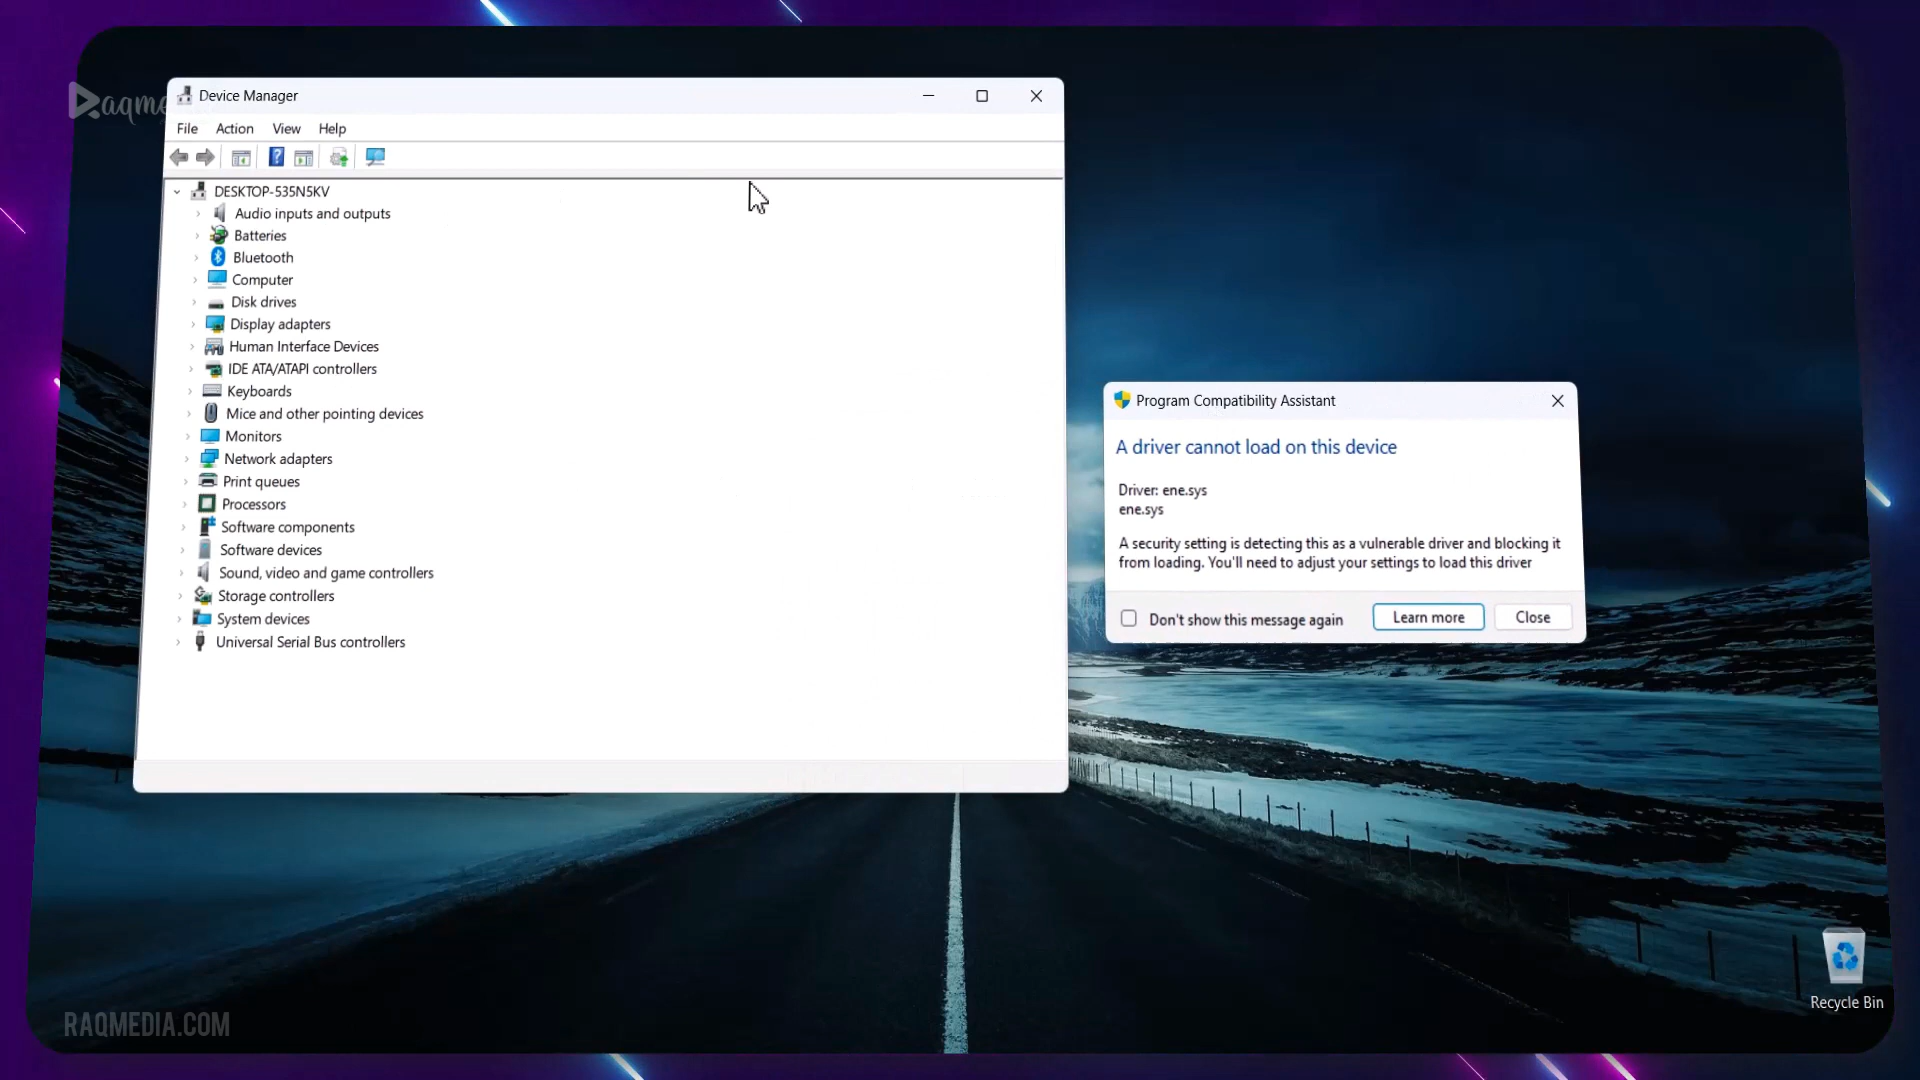 aqme
Device Manager
File Action View Help
DESKTOP-535N5KV
Audio inputs and outputs
Batteries
Bluetooth
Computer
Disk drives
Display adapters
Human Interface Devices
IDE ATA/ATAPI controllers
Keyboards
Mice and other pointing devices
Monitors
Network adapters
Print queues
Processors
Software components
Software devices
Sound, video and game controllers
Storage controllers
System devices
Universal Serial Bus controllers
Program Compatibility Assistant
A driver cannot load on this device
Driver: ene.sys
ene.sys
A security setting is detecting this as a vulnerable driver and blocking it
from loading. You'll need to adjust your settings to load this driver
Don't show this message again
Learn more
Close
Recycle Bin
RAQMEDIA.COM